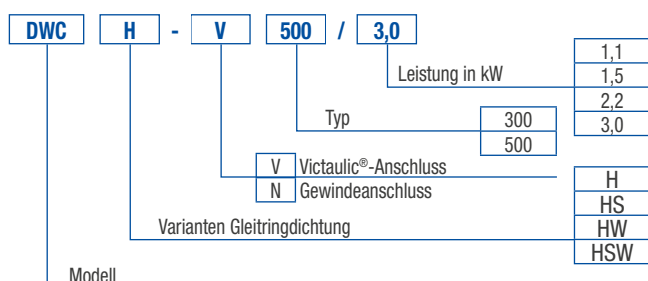 DWC H - V 500 / 3,0
Leistung in kW
1,1
1,5
2,2
3,0
Typ
300
500
V Victaulic®-Anschluss
N Gewindeanschluss
H
HS
HW
HSW
Varianten Gleitringdichtung
Modell